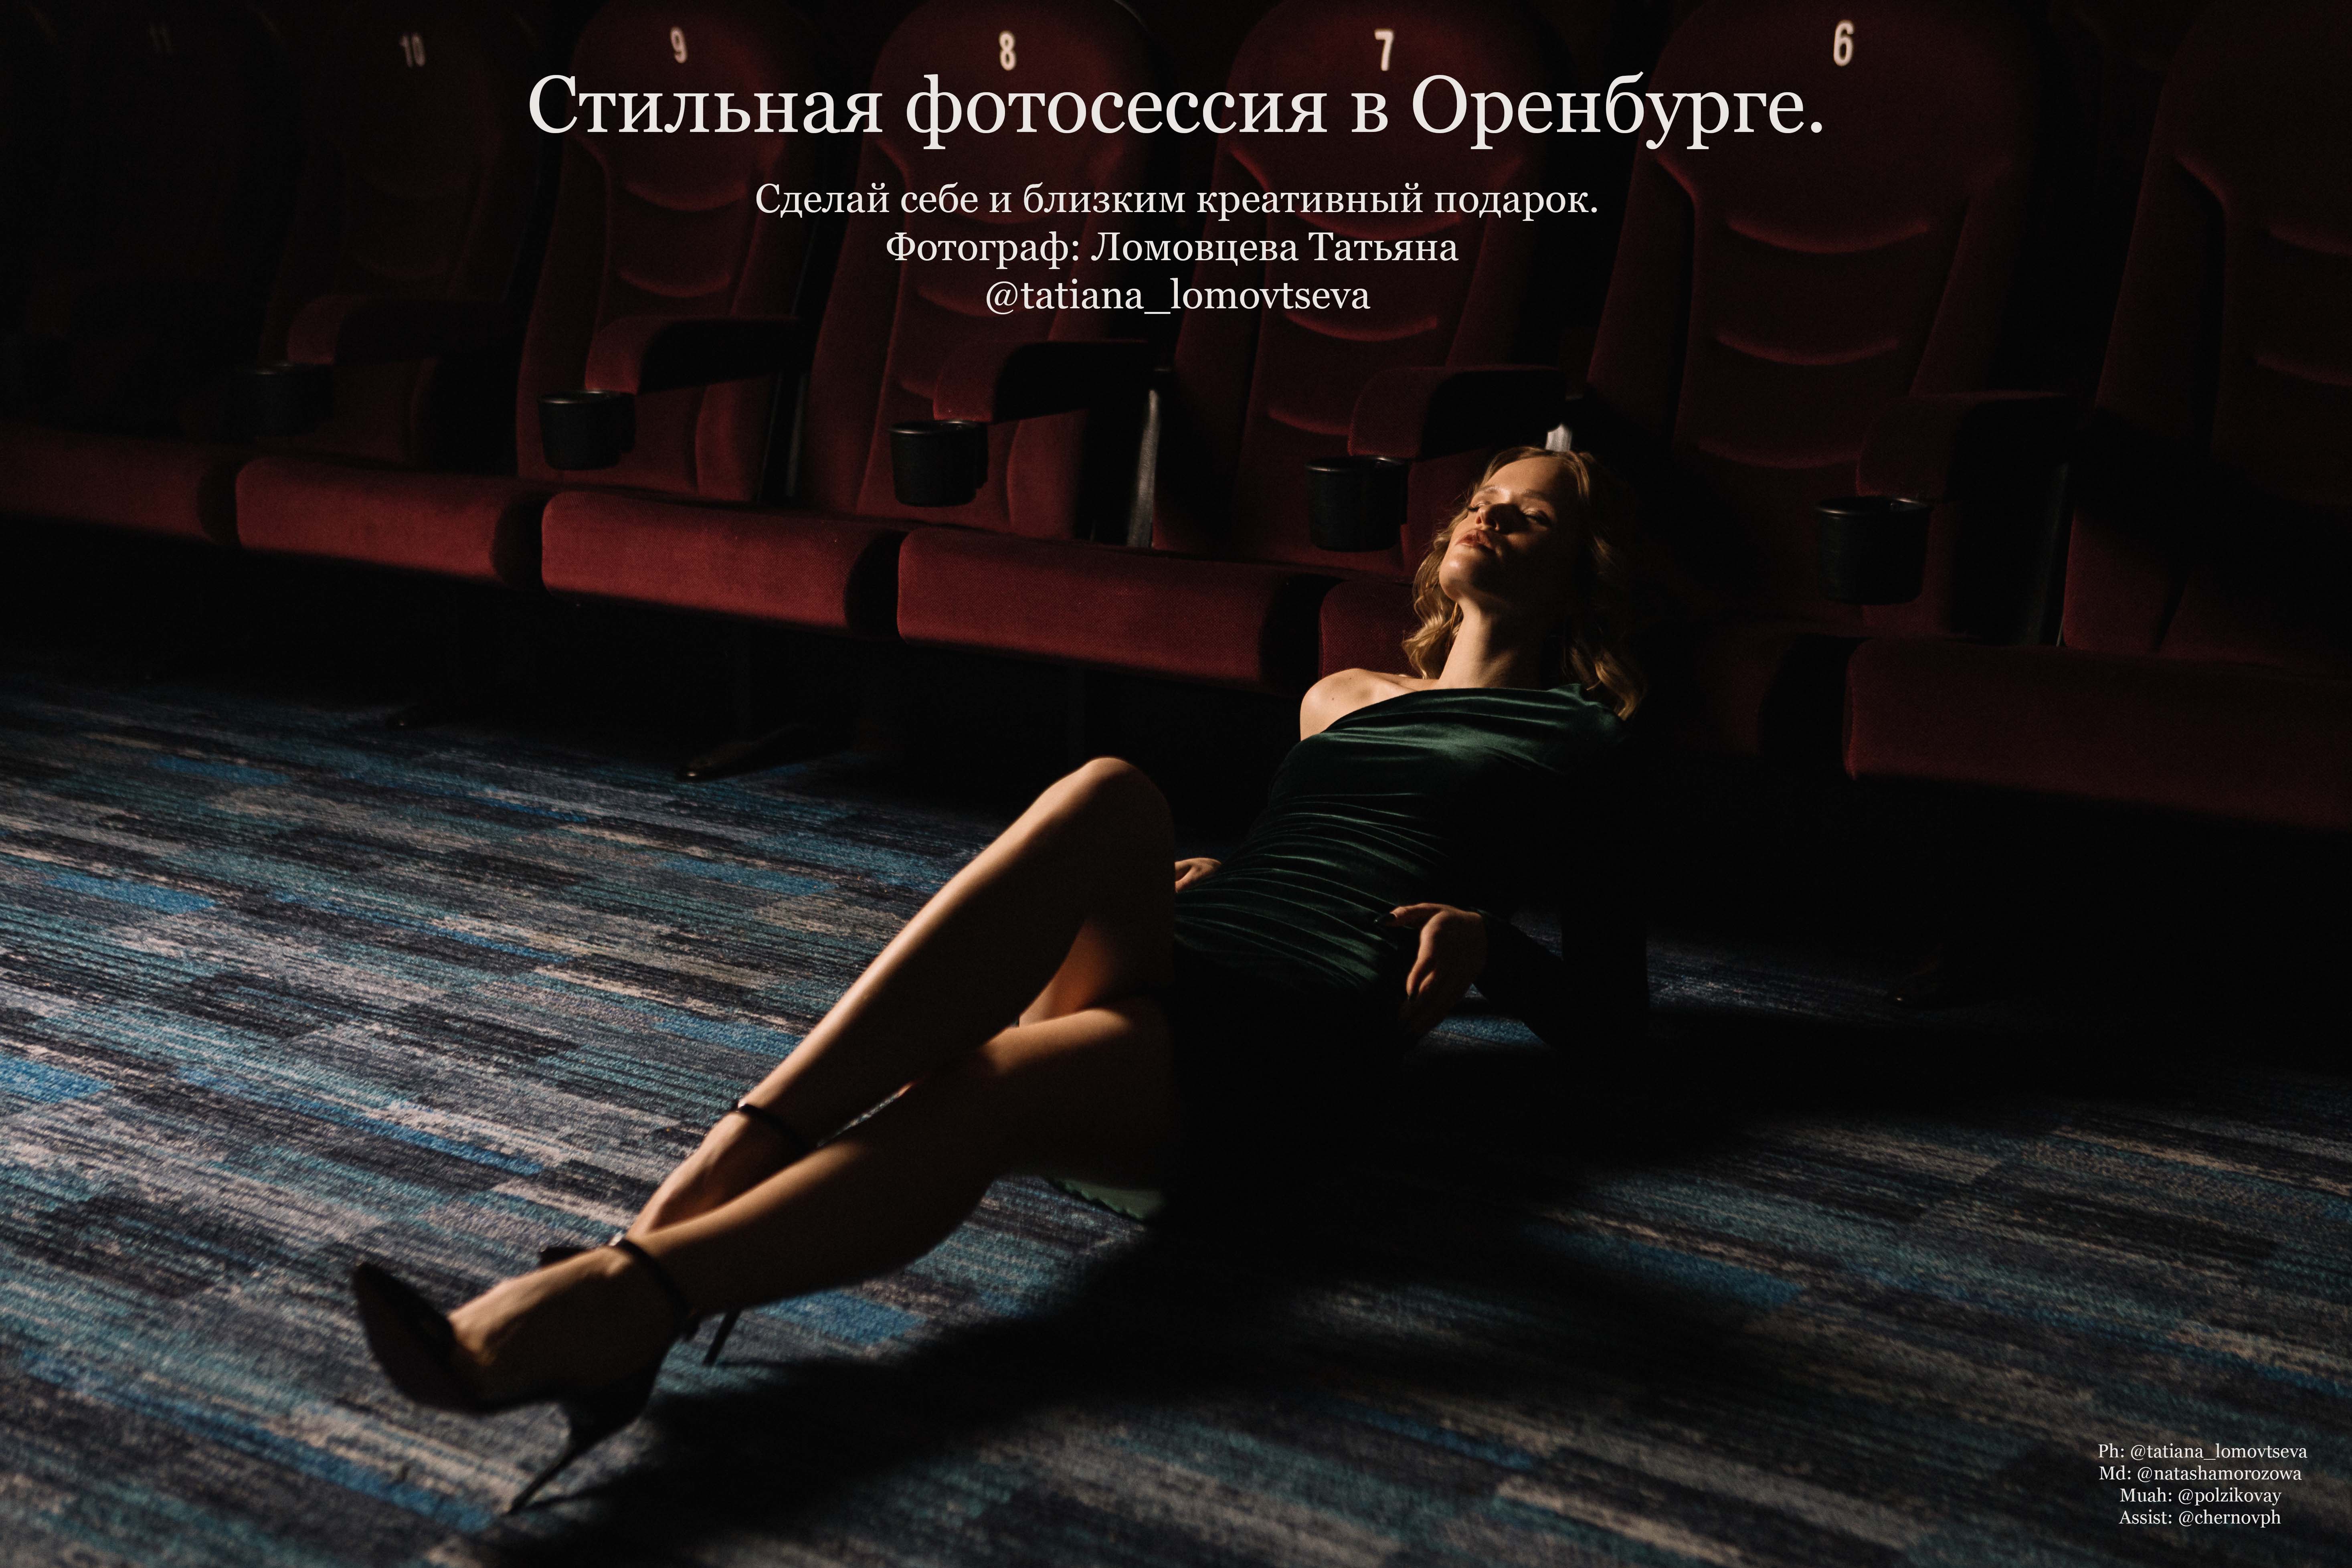 11
10
9
8
7
6
Стильная фотосессия в Оренбурге.
Сделай себе и близким креативный подарок.
Фотограф: Ломовцева Татьяна
@tatiana_lomovtseva
Ph: @tatiana_lomovtseva
Md: @natashamorozowa
Muah: @polzikovay
Assist: @chernovph